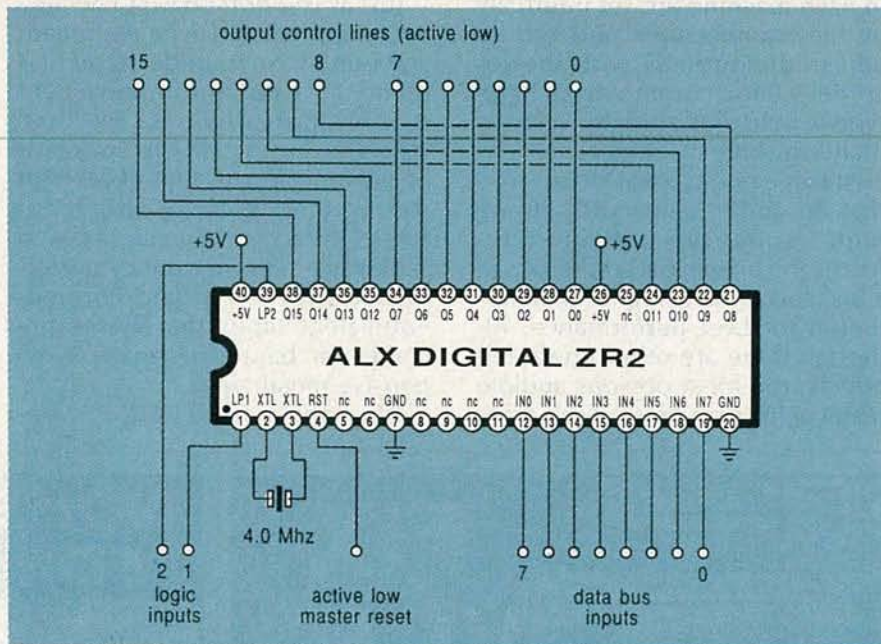 output control lines (active low)
15 8 7 0
+5V +5V
40 39 38 37 36 35 34 33 32 31 30 29 28 27 26 25 24 23 22 21
+5V LP2 Q15 Q14 Q13 Q12 Q7 Q6 Q5 Q4 Q3 Q2 Q1 Q0 +5V nc Q11 Q10 Q9 Q8
ALX DIGITAL ZR2
LP1 XTL XTL RST nc nc GND nc nc nc nc IN0 IN1 IN2 IN3 IN4 IN5 IN6 IN7 GND
1 2 3 4 5 6 7 8 9 10 11 12 13 14 15 16 17 18 19 20
4.0 Mhz
2 1 7 0
logic active low data bus
inputs master reset inputs